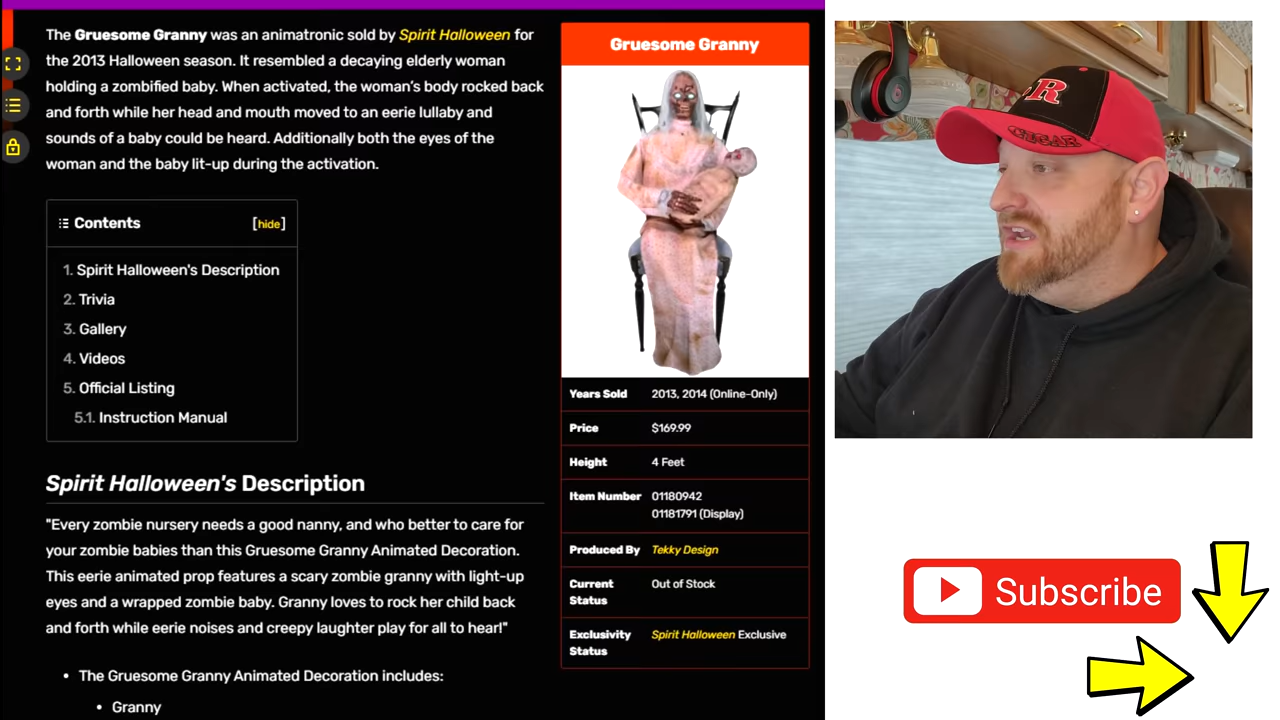 The Gruesome Granny was an animatronic sold by Spirit Halloween for
the 2013 Halloween season. It resembled a decaying elderly woman
holding a zombified baby. When activated, the woman's body rocked back
and forth while her head and mouth moved to an eerie lullaby and
sounds of a baby could be heard. Additionally both the eyes of the
woman and the baby lit-up during the activation.
Contents [hide]
1. Spirit Halloween's Description
2. Trivia
3. Gallery
4. Videos
5. Official Listing
5.1. Instruction Manual
Spirit Halloween's Description
"Every zombie nursery needs a good nanny, and who better to care for
your zombie babies than this Gruesome Granny Animated Decoration.
This eerie animated prop features a scary zombie granny with light-up
eyes and a wrapped zombie baby. Granny loves to rock her child back
and forth while eerie noises and creepy laughter play for all to hear!"
• The Gruesome Granny Animated Decoration includes:
• Granny
Gruesome Granny
Years Sold 2013, 2014 (Online-Only)
Price $169.99
Height 4 Feet
Item Number 01180942
01181791 (Display)
Produced By Tekky Design
Current Out of Stock
Status
Exclusivity Spirit Halloween Exclusive
Status
R
Subscribe